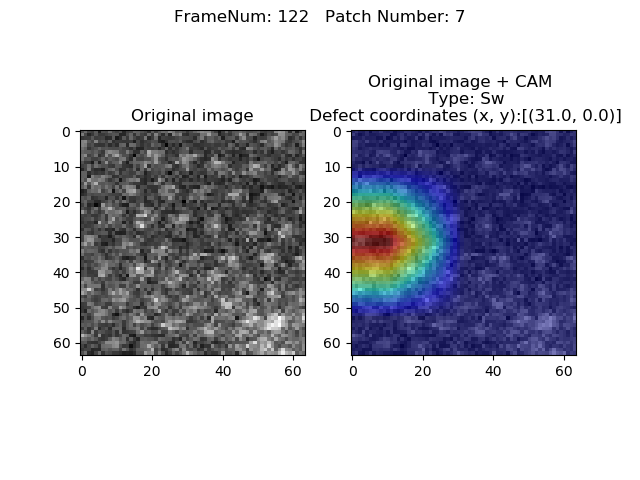 FrameNum: 122   Patch Number: 7
Original image
0
10
20
30
40
50
60
0 20 40 60
Original image + CAM
Type: Sw
Defect coordinates (x, y):[(31.0, 0.0)]
0
10
20
30
40
50
60
0 20 40 60